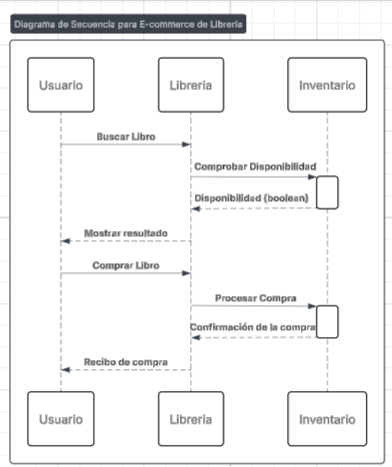 Diagrama de Secuencia para E-commerce de Libreria
Usuario
Libreria
Inventario
Buscar Libro
Comprobar Disponibilidad
Disponibilidad (boolean)
Mostrar resultado
Comprar Libro
Procesar Compra
Confirmación de la compra
Recibo de compra
Usuario
Libreria
Inventario